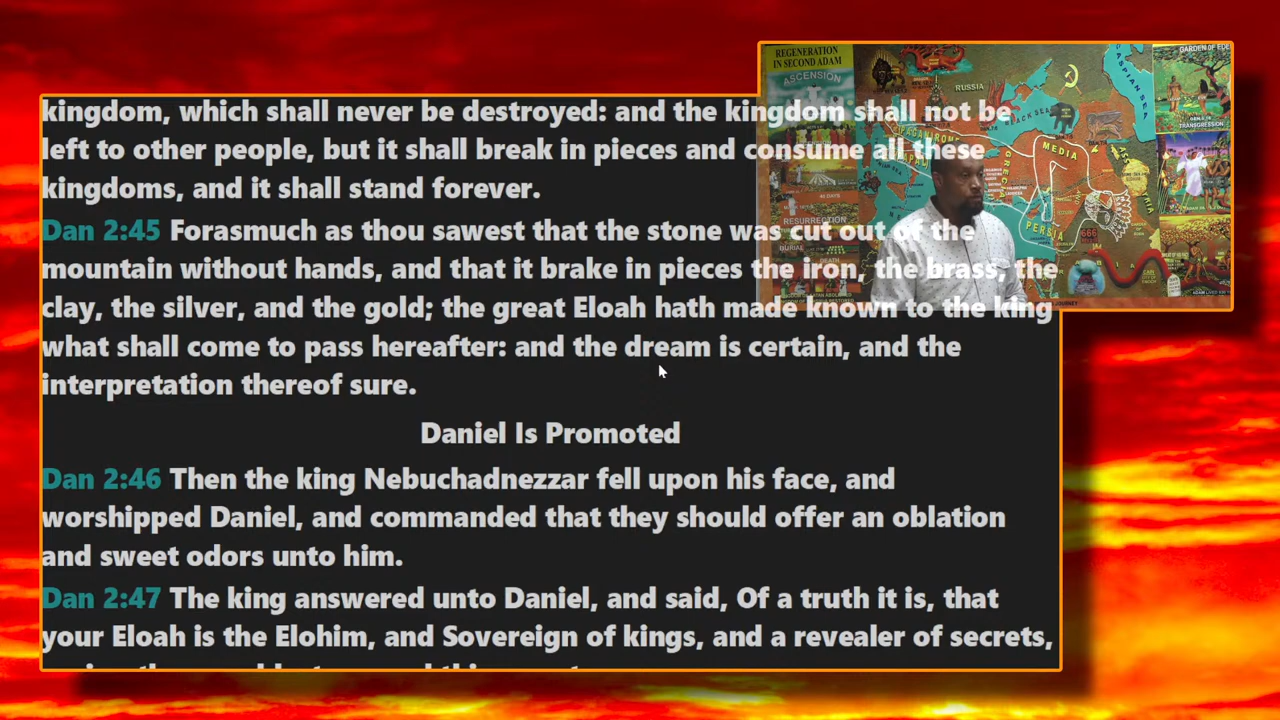 kingdom, which shall never be destroyed: and the kingdom shall not be
left to other people, but it shall break in pieces and consume all these
kingdoms, and it shall stand forever.
Dan 2:45 Forasmuch as thou sawest that the stone was cut out of the
mountain without hands, and that it brake in pieces the iron, the brass, the
clay, the silver, and the gold; the great Eloah hath made known to the king
what shall come to pass hereafter: and the dream is certain, and the
interpretation thereof sure.
Daniel Is Promoted
Dan 2:46 Then the king Nebuchadnezzar fell upon his face, and
worshipped Daniel, and commanded that they should offer an oblation
and sweet odors unto him.
Dan 2:47 The king answered unto Daniel, and said, Of a truth it is, that
your Eloah is the Elohim, and Sovereign of kings, and a revealer of secrets,
REGENERATION
IN SECOND ADAM
ASCENSION
RESURRECTION
DEATH
RUSSIA
MEDIA
PERSIA
666
TRANSGRESSION